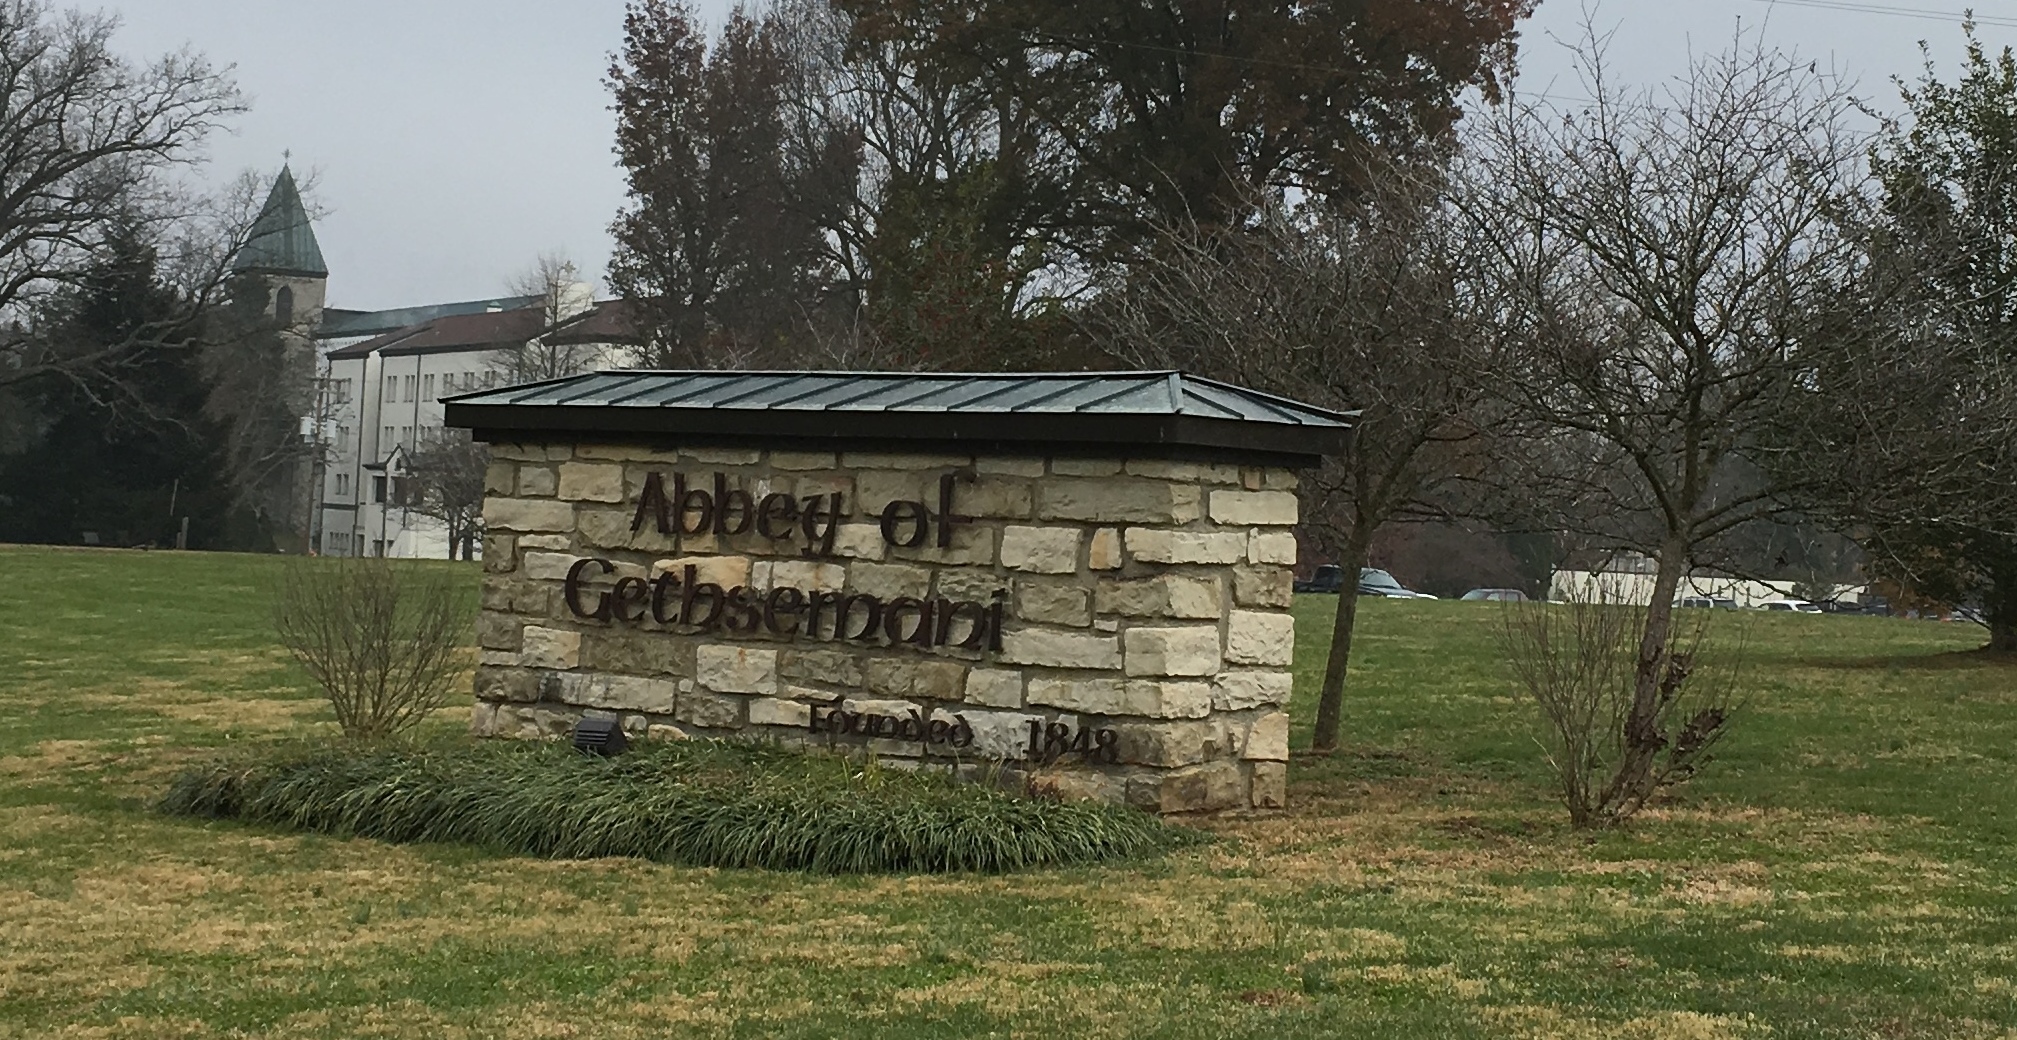 Abbey of
Gethsemani
Founded 1848